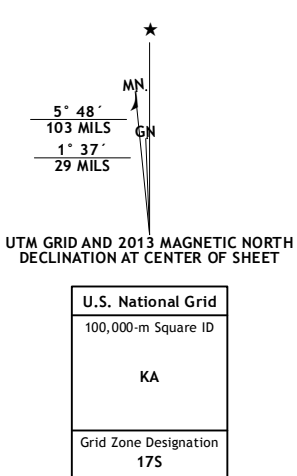 ★
MN.
5° 48´
103 MILS
GN
1° 37´
29 MILS
UTM GRID AND 2013 MAGNETIC NORTH
DECLINATION AT CENTER OF SHEET
U.S. National Grid
100,000-m Square ID
KA
Grid Zone Designation
17S